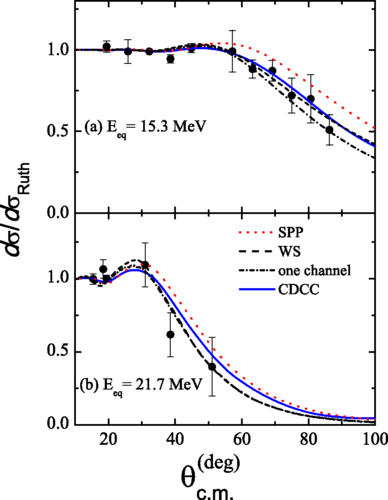 1.0
0.5
0.0
(a) E_eq = 15.3 MeV
dσ/dσ_Ruth
1.0
0.5
0.0
SPP
WS
one channel
CDCC
(b) E_eq = 21.7 MeV
20 40 60 80 100
θ_c.m. (deg)